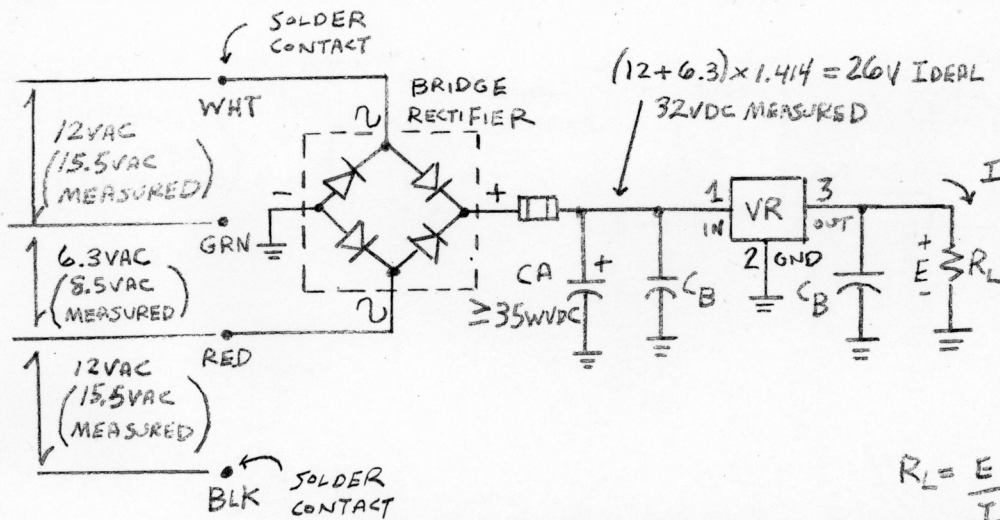 SOLDER
CONTACT
WHT
12VAC
(15.5VAC
MEASURED)
GRN
6.3VAC
(8.5VAC
MEASURED)
RED
12VAC
(15.5VAC
MEASURED)
BLK
SOLDER
CONTACT
BRIDGE
RECTIFIER
~
-
+
~
(12+6.3)×1.414=26V IDEAL
32VDC MEASURED
CA
+
≥35WVDC
CB
1
IN
VR
3
OUT
2 GND
CB
I
+
E
-
RL
RL = E
I